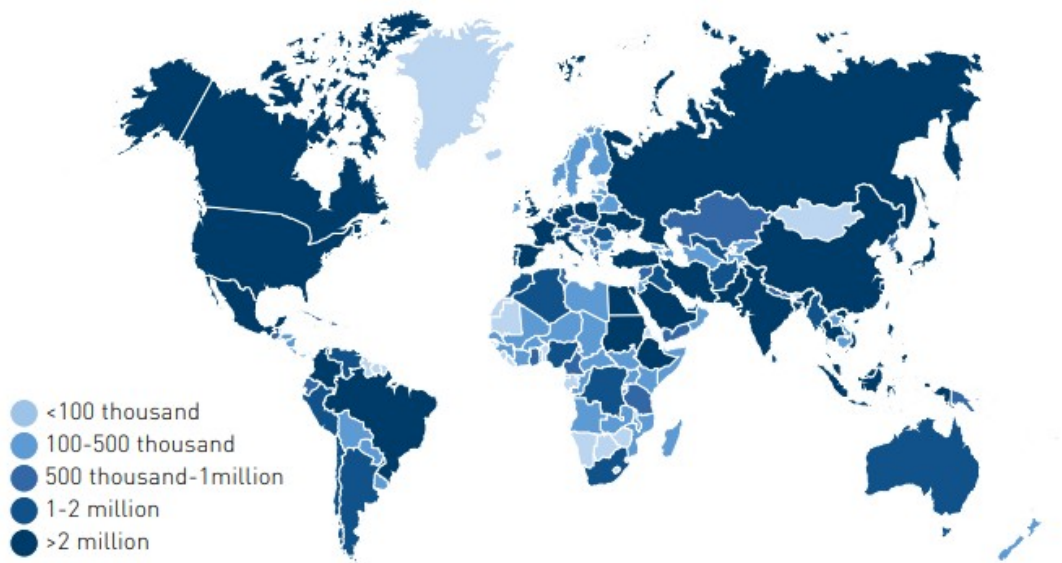 <100 thousand
100-500 thousand
500 thousand-1million
1-2 million
>2 million